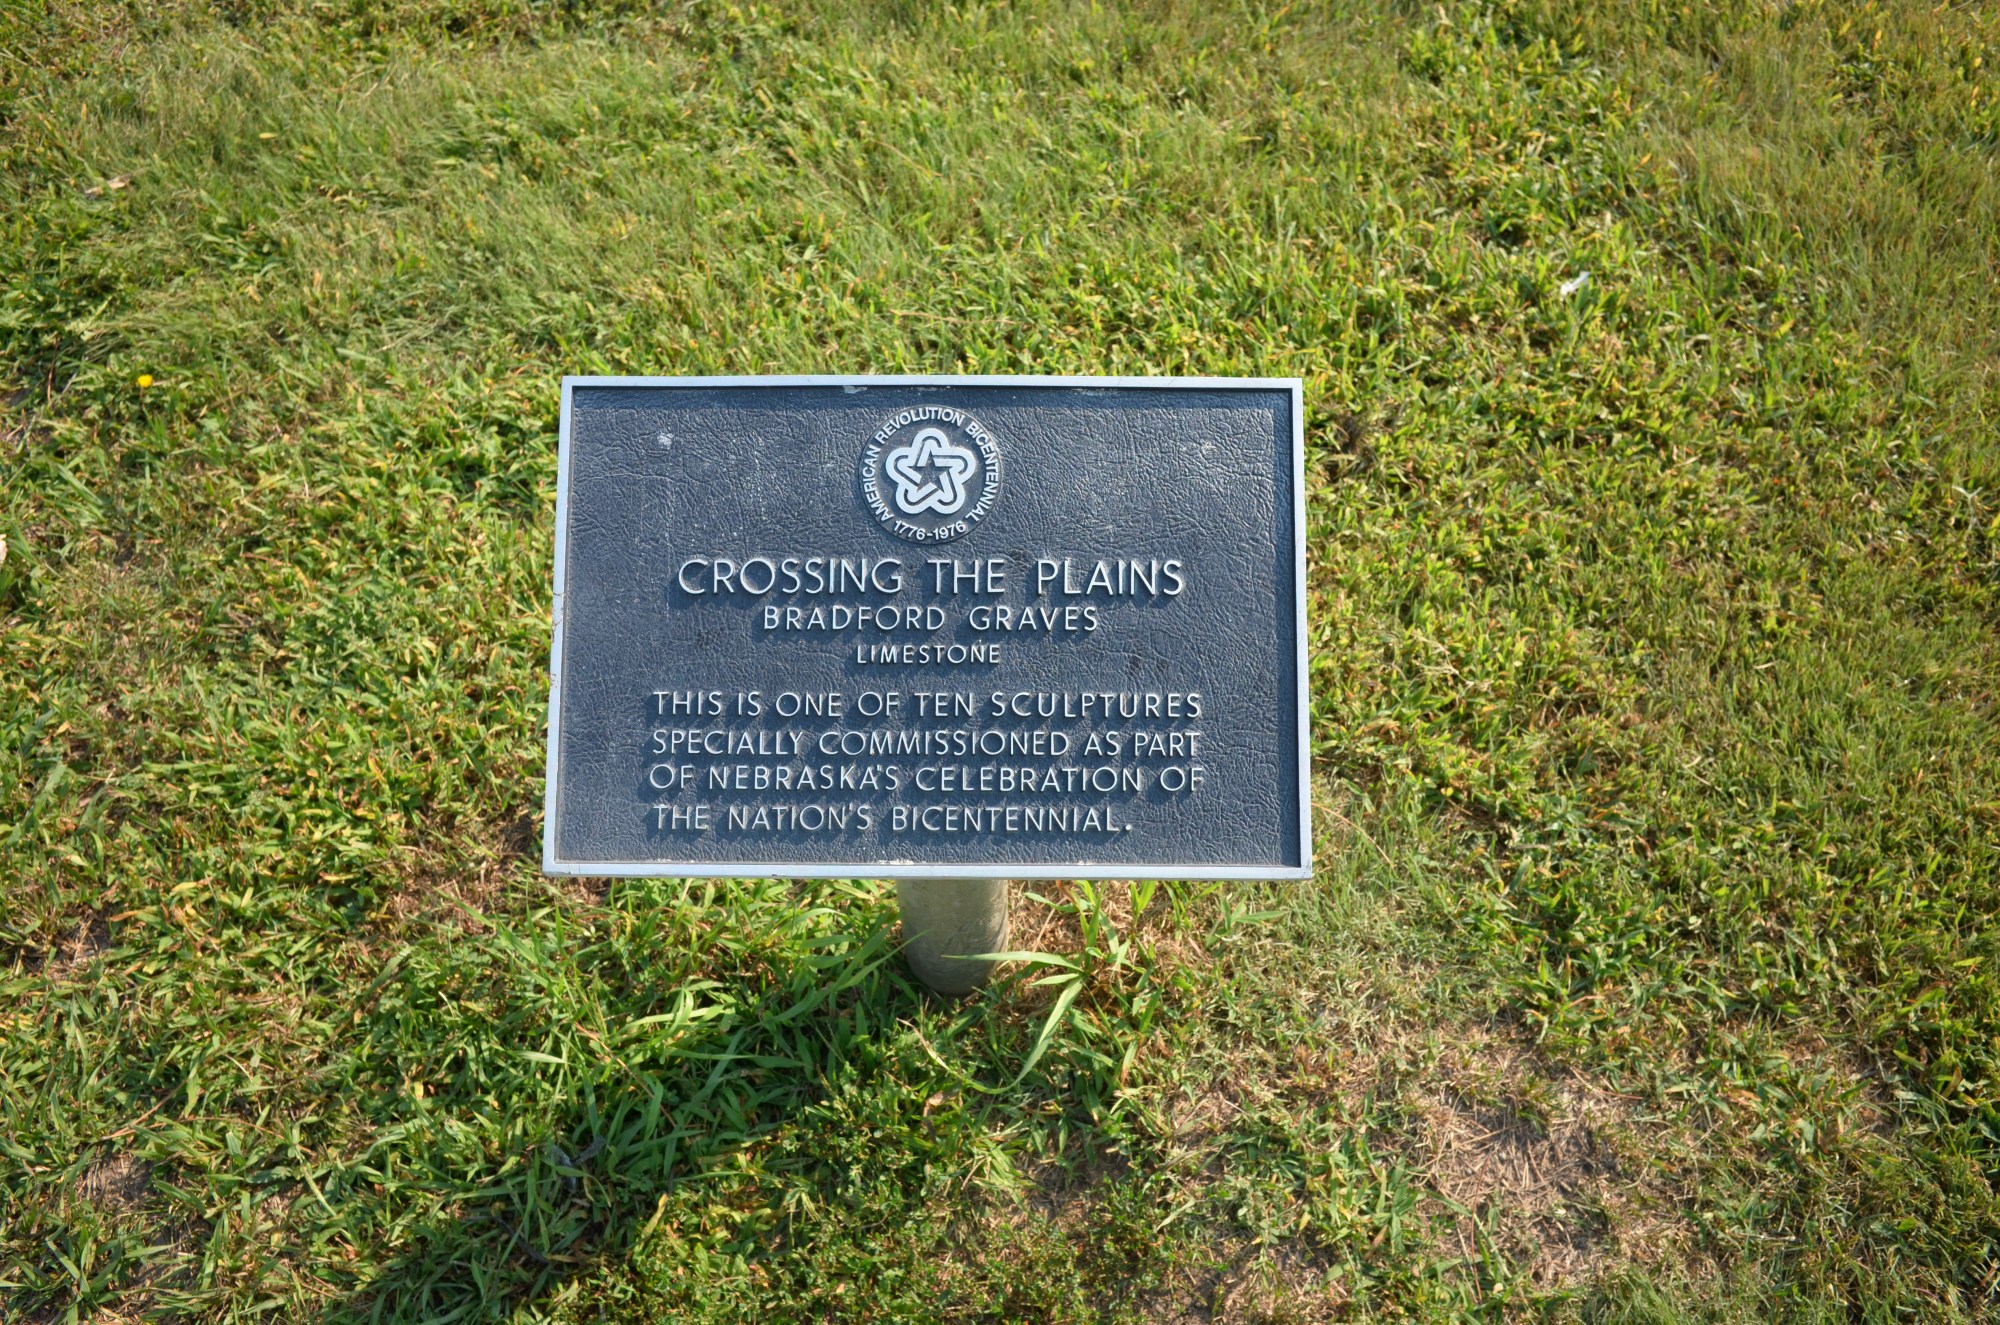 AMERICAN REVOLUTION BICENTENNIAL
1776-1976
CROSSING THE PLAINS
BRADFORD GRAVES
LIMESTONE
THIS IS ONE OF TEN SCULPTURES
SPECIALLY COMMISSIONED AS PART
OF NEBRASKA'S CELEBRATION OF
THE NATION'S BICENTENNIAL.